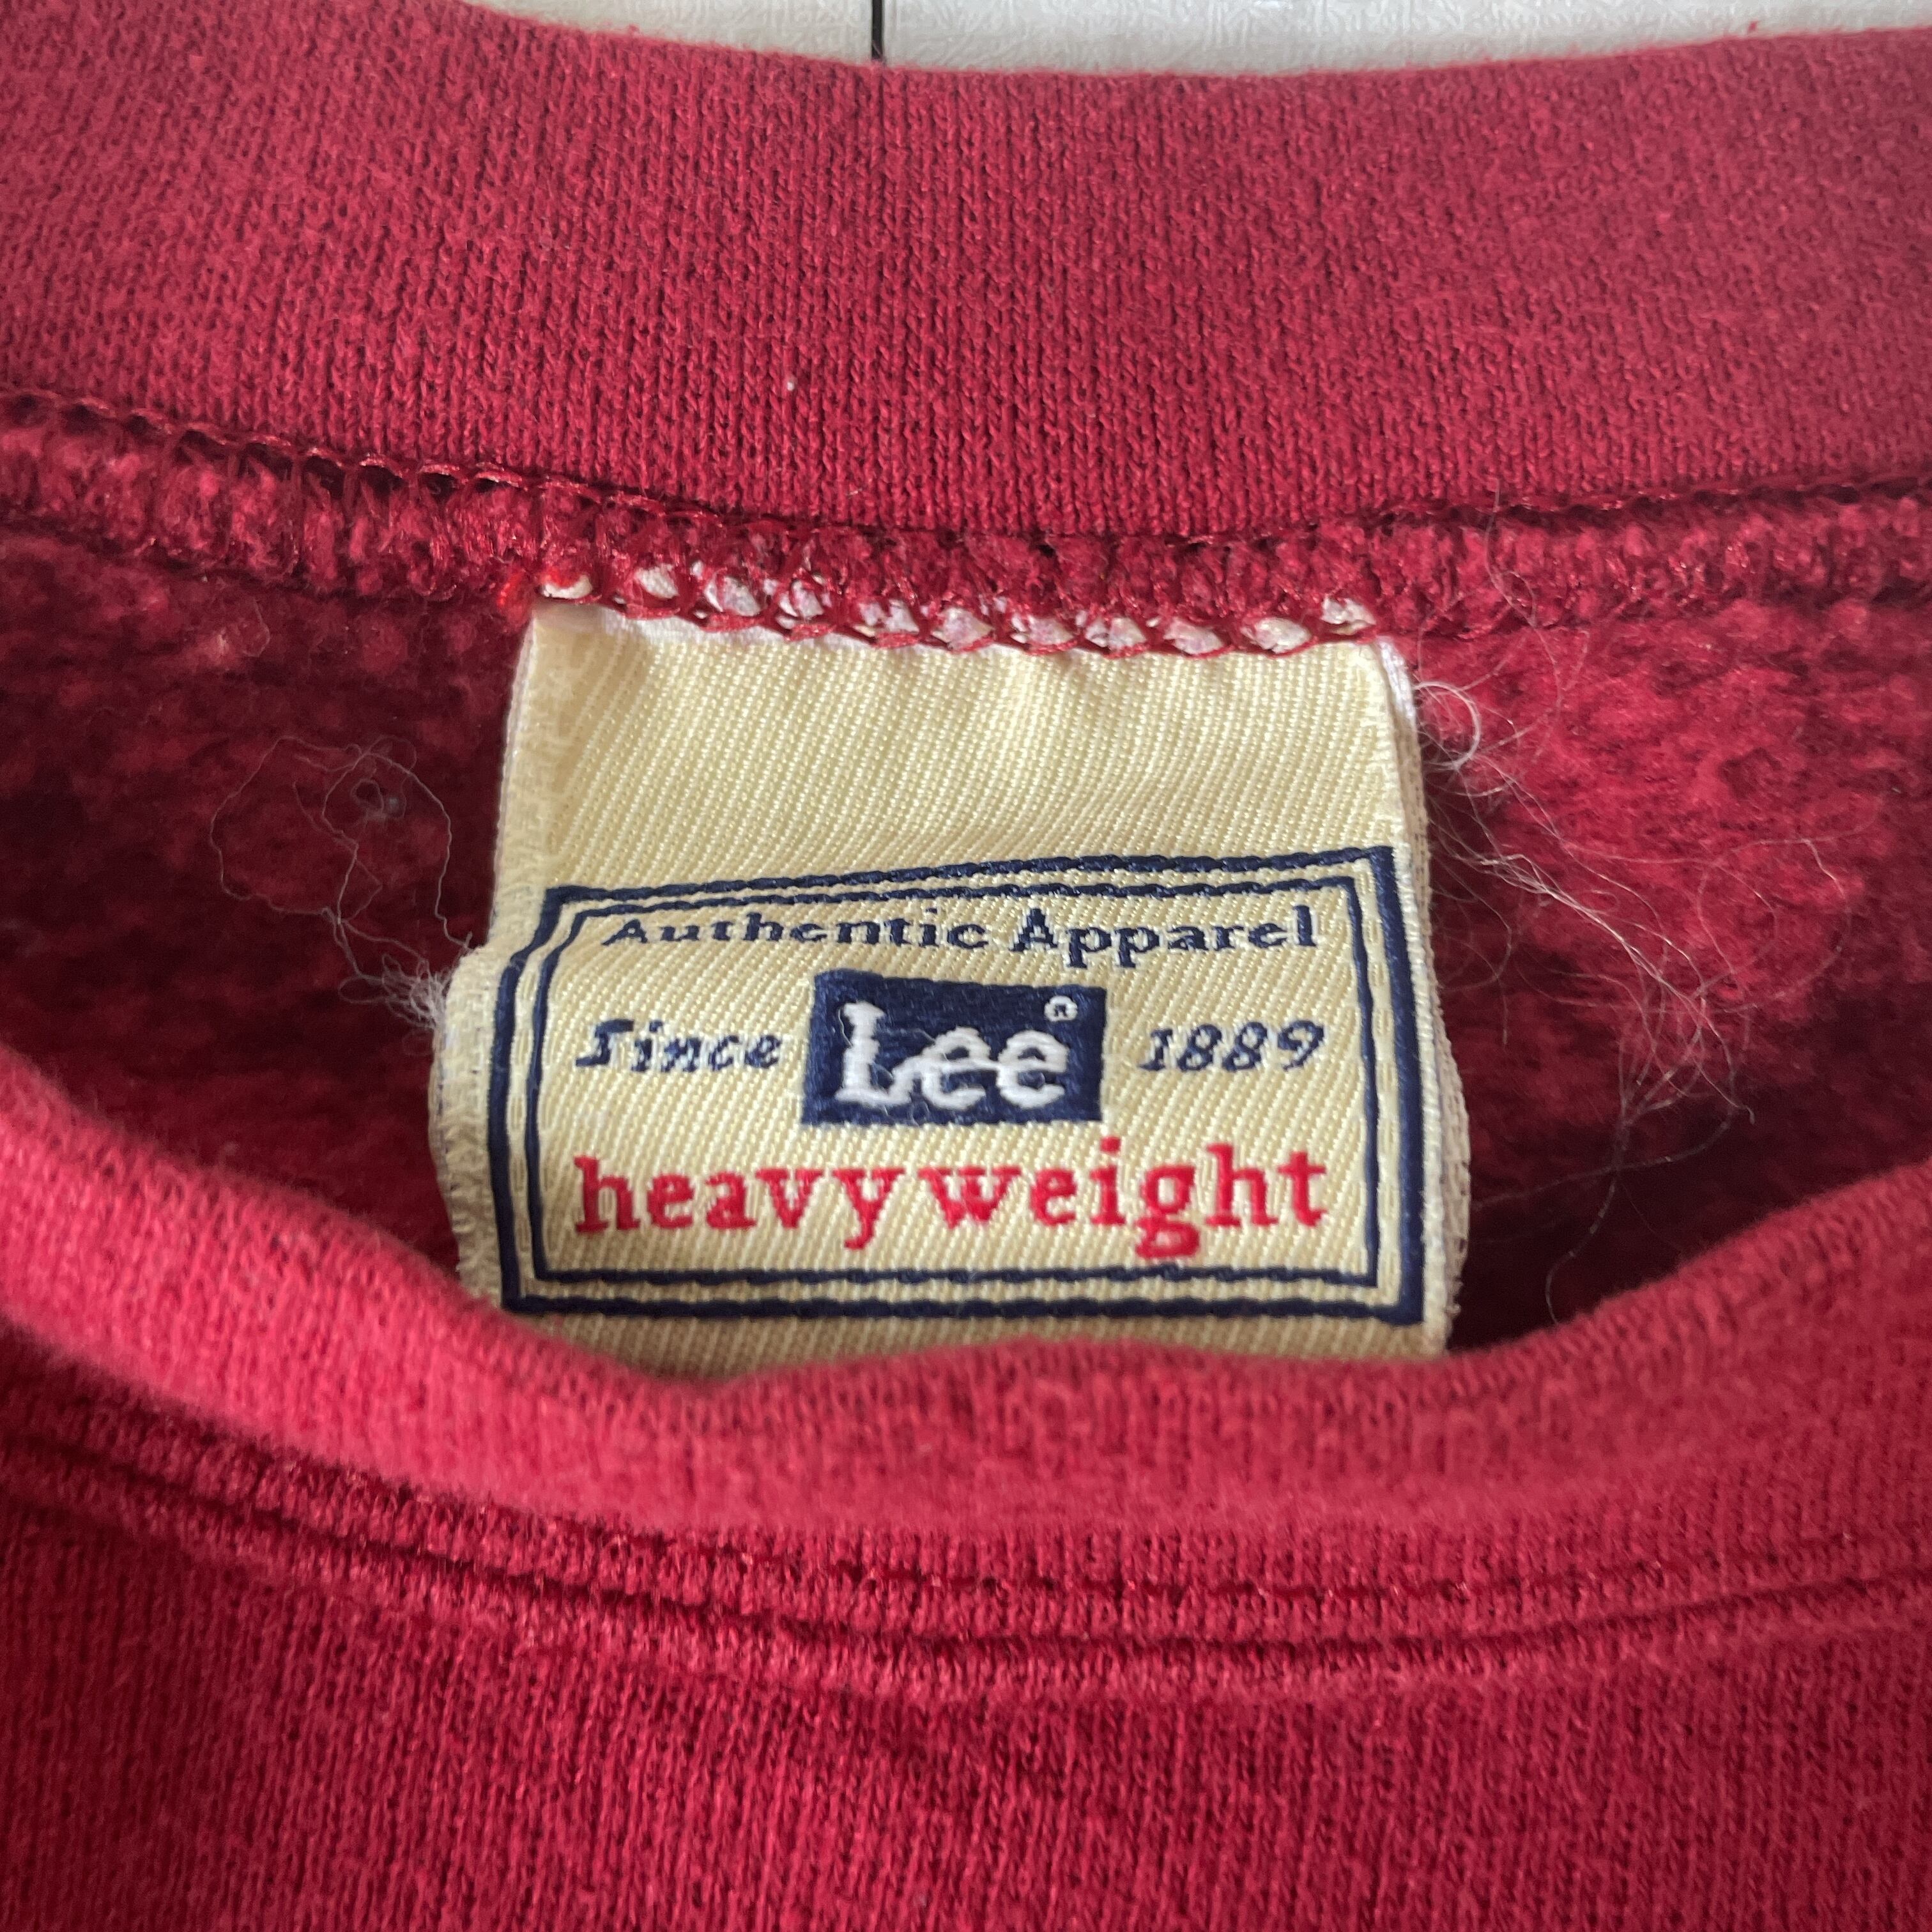 Authentic Apparel
Since Lee® 1889
heavyweight